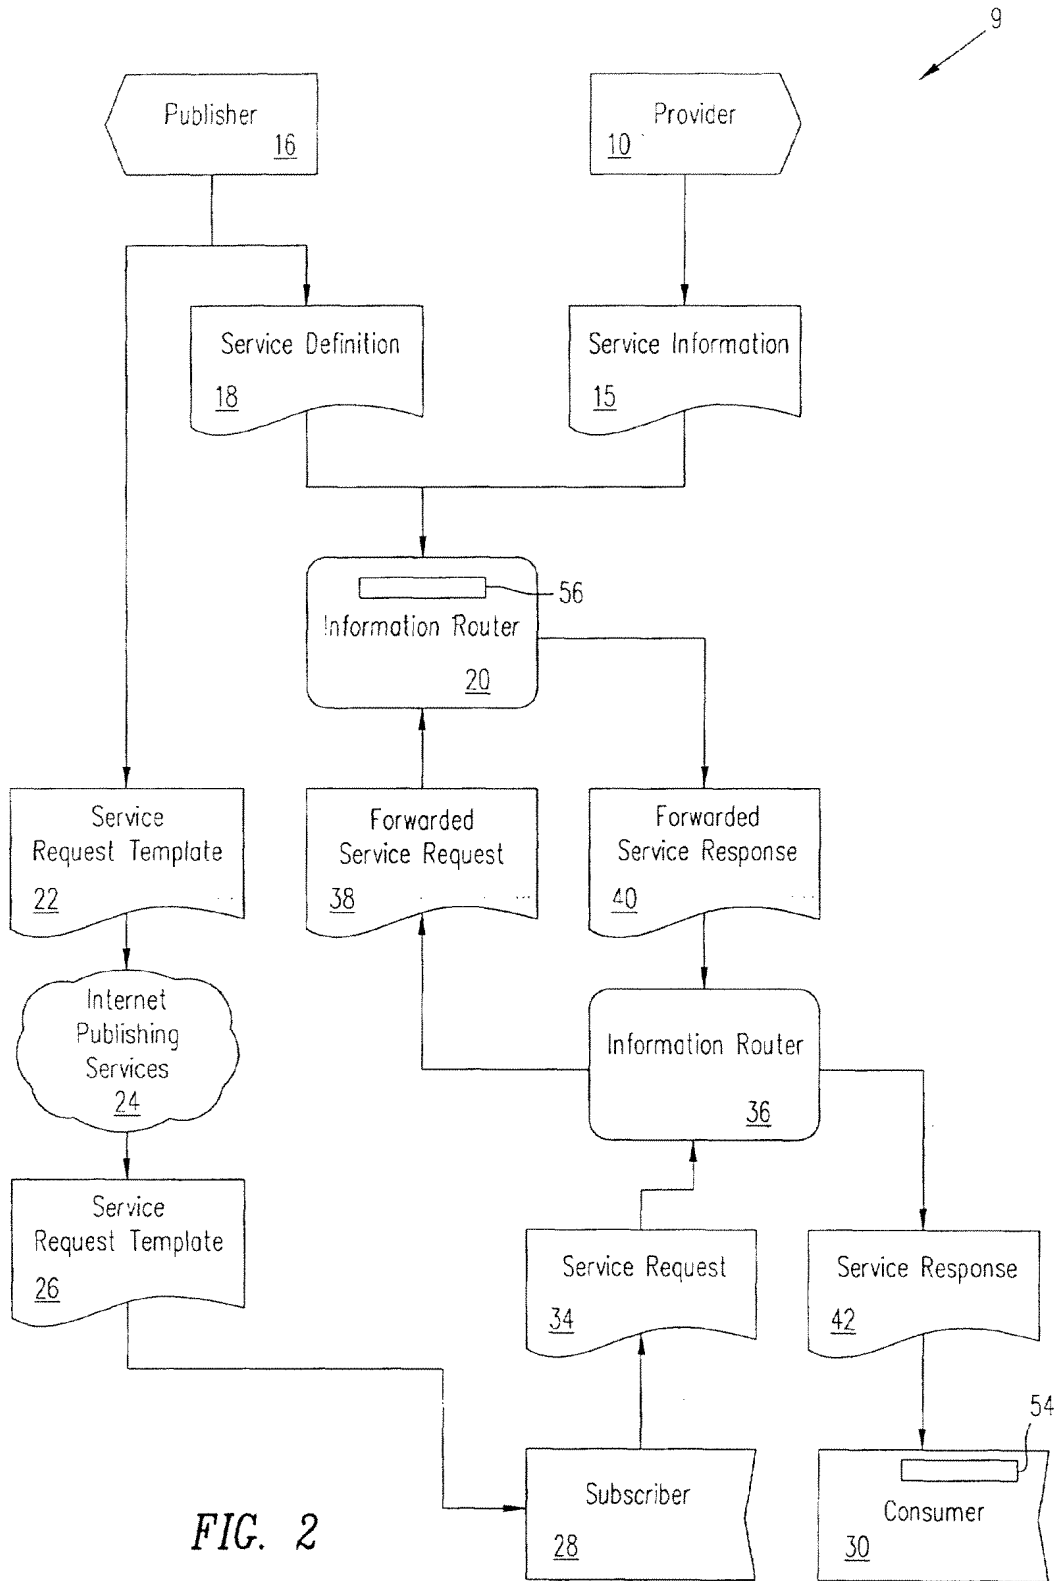 9
Publisher
16
Provider
10
Service Definition
18
Service Information
15
56
Information Router
20
Service
Request Template
22
Forwarded
Service Request
38
Forwarded
Service Response
40
Internet
Publishing
Services
24
Information Router
36
Service
Request Template
26
Service Request
34
Service Response
42
54
Subscriber
28
Consumer
30
FIG. 2